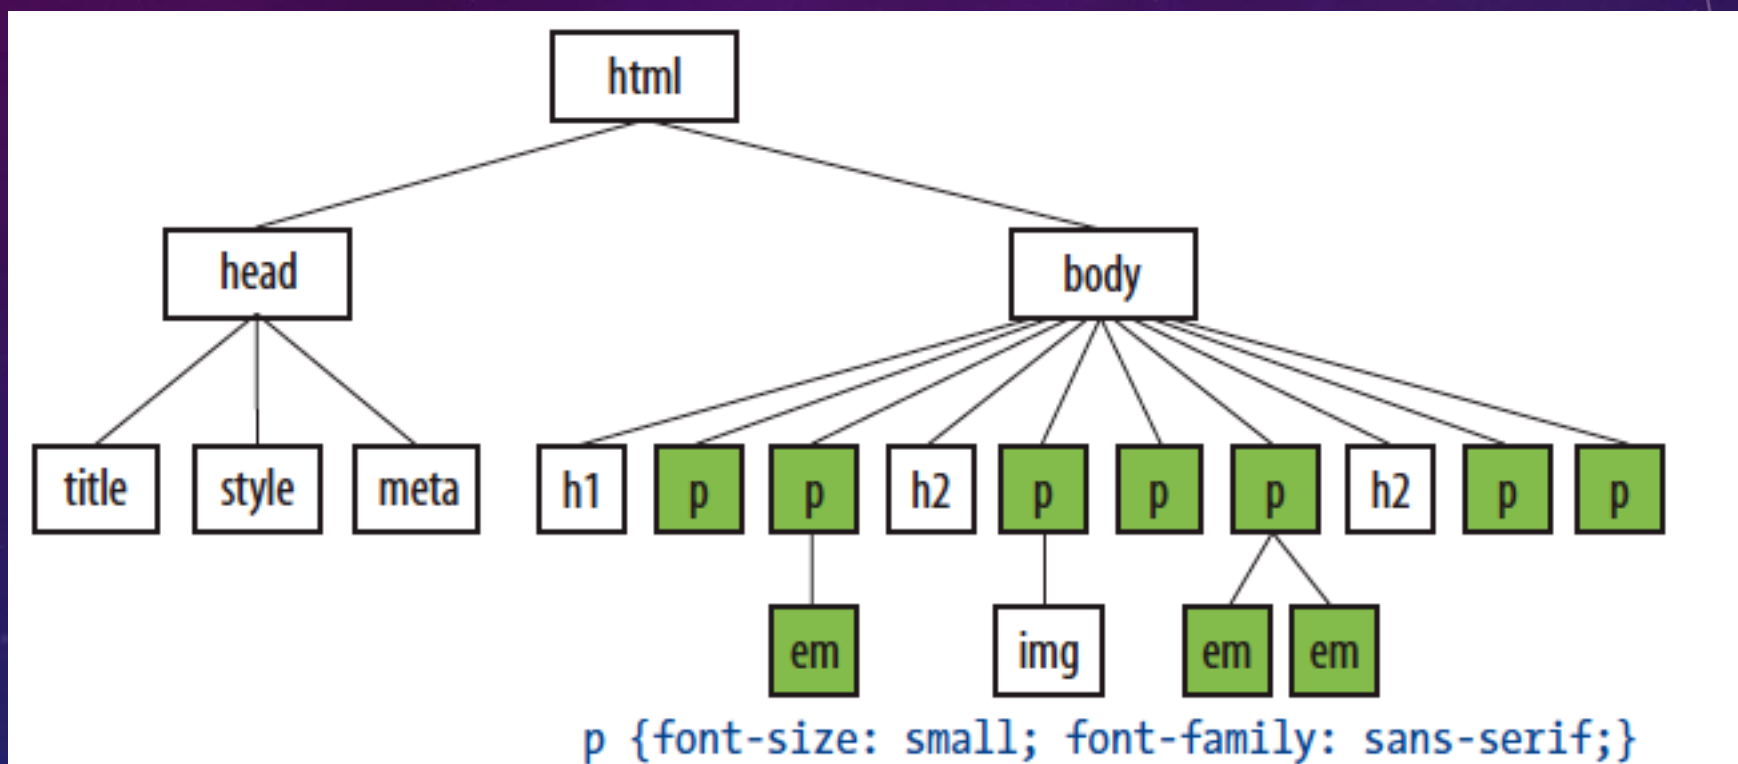 html
head
body
title
style
meta
h1
p
p
h2
p
p
p
h2
p
p
em
img
em
em
p {font-size: small; font-family: sans-serif;}